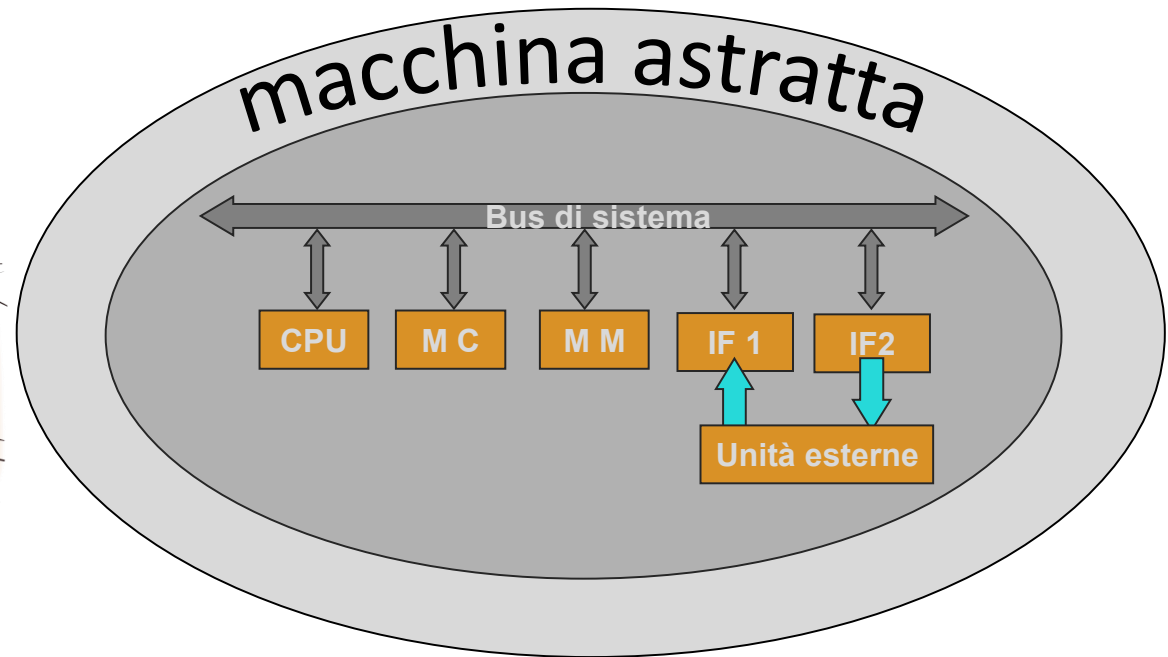 macchina astratta
Bus di sistema
CPU
M C
M M
IF 1
IF2
Unità esterne